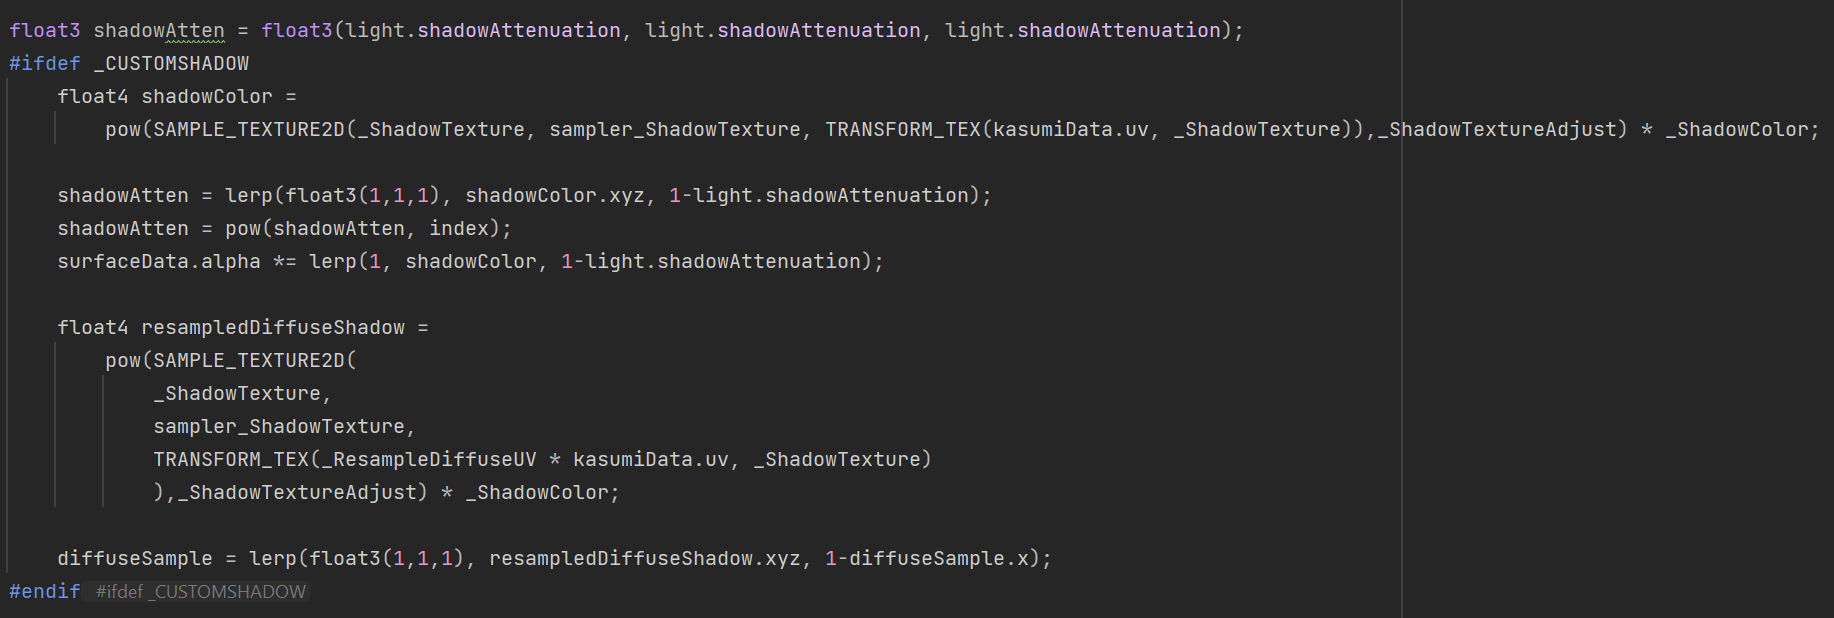 float3 shadowAtten = float3(light.shadowAttenuation, light.shadowAttenuation, light.shadowAttenuation);
#ifdef _CUSTOMSHADOW
float4 shadowColor =
pow(SAMPLE_TEXTURE2D(_ShadowTexture, sampler_ShadowTexture, TRANSFORM_TEX(kasumiData.uv, _ShadowTexture)),_ShadowTextureAdjust) * _ShadowColor;
shadowAtten = lerp(float3(1,1,1), shadowColor.xyz, 1-light.shadowAttenuation);
shadowAtten = pow(shadowAtten, index);
surfaceData.alpha *= lerp(1, shadowColor, 1-light.shadowAttenuation);
float4 resampledDiffuseShadow =
pow(SAMPLE_TEXTURE2D(
_ShadowTexture,
sampler_ShadowTexture,
TRANSFORM_TEX(_ResampleDiffuseUV * kasumiData.uv, _ShadowTexture)
),_ShadowTextureAdjust) * _ShadowColor;
diffuseSample = lerp(float3(1,1,1), resampledDiffuseShadow.xyz, 1-diffuseSample.x);
#endif #ifdef _CUSTOMSHADOW